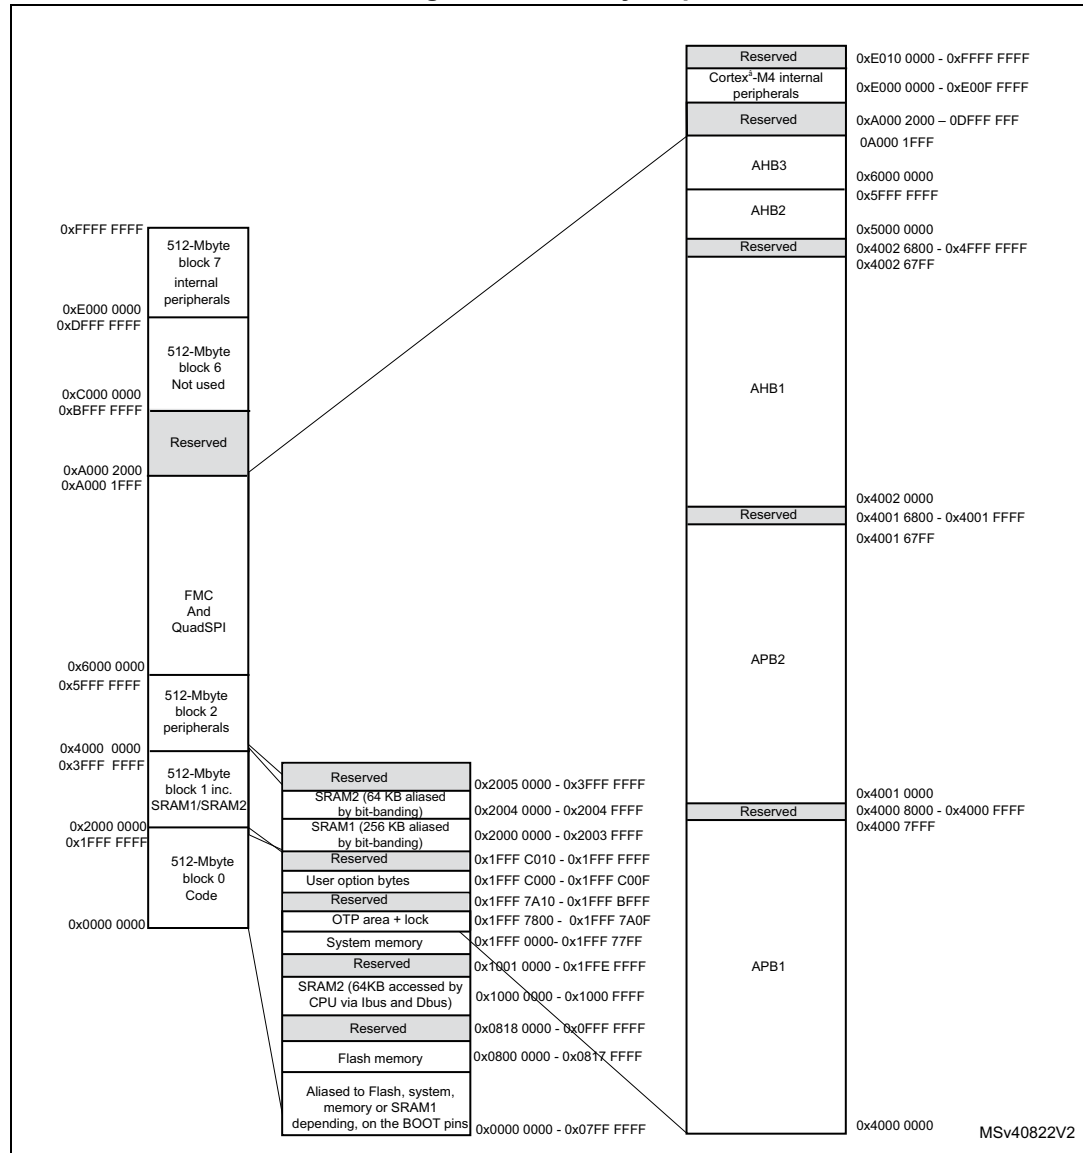 0xFFFF FFFF
512-Mbyte
block 7
internal
peripherals
0xE000 0000
0xDFFF FFFF
512-Mbyte
block 6
Not used
0xC000 0000
0xBFFF FFFF
Reserved
0xA000 2000
0xA000 1FFF
FMC
And
QuadSPI
0x6000 0000
0x5FFF FFFF
512-Mbyte
block 2
peripherals
0x4000 0000
0x3FFF FFFF
512-Mbyte
block 1 inc.
SRAM1/SRAM2
0x2000 0000
0x1FFF FFFF
512-Mbyte
block 0
Code
0x0000 0000
Reserved
0x2005 0000 - 0x3FFF FFFF
SRAM2 (64 KB aliased
by bit-banding)
0x2004 0000 - 0x2004 FFFF
SRAM1 (256 KB aliased
by bit-banding)
0x2000 0000 - 0x2003 FFFF
Reserved
0x1FFF C010 - 0x1FFF FFFF
User option bytes
0x1FFF C000 - 0x1FFF C00F
Reserved
0x1FFF 7A10 - 0x1FFF BFFF
OTP area + lock
0x1FFF 7800 - 0x1FFF 7A0F
System memory
0x1FFF 0000- 0x1FFF 77FF
Reserved
0x1001 0000 - 0x1FFE FFFF
SRAM2 (64KB accessed by
CPU via Ibus and Dbus)
0x1000 0000 - 0x1000 FFFF
Reserved
0x0818 0000 - 0x0FFF FFFF
Flash memory
0x0800 0000 - 0x0817 FFFF
Aliased to Flash, system,
memory or SRAM1
depending, on the BOOT pins
0x0000 0000 - 0x07FF FFFF
Reserved
0xE010 0000 - 0xFFFF FFFF
Cortexâ-M4 internal
peripherals
0xE000 0000 - 0xE00F FFFF
Reserved
0xA000 2000 – 0DFFF FFF
0A000 1FFF
AHB3
0x6000 0000
0x5FFF FFFF
AHB2
0x5000 0000
Reserved
0x4002 6800 - 0x4FFF FFFF
0x4002 67FF
AHB1
0x4002 0000
Reserved
0x4001 6800 - 0x4001 FFFF
0x4001 67FF
APB2
0x4001 0000
Reserved
0x4000 8000 - 0x4000 FFFF
0x4000 7FFF
APB1
0x4000 0000
MSv40822V2